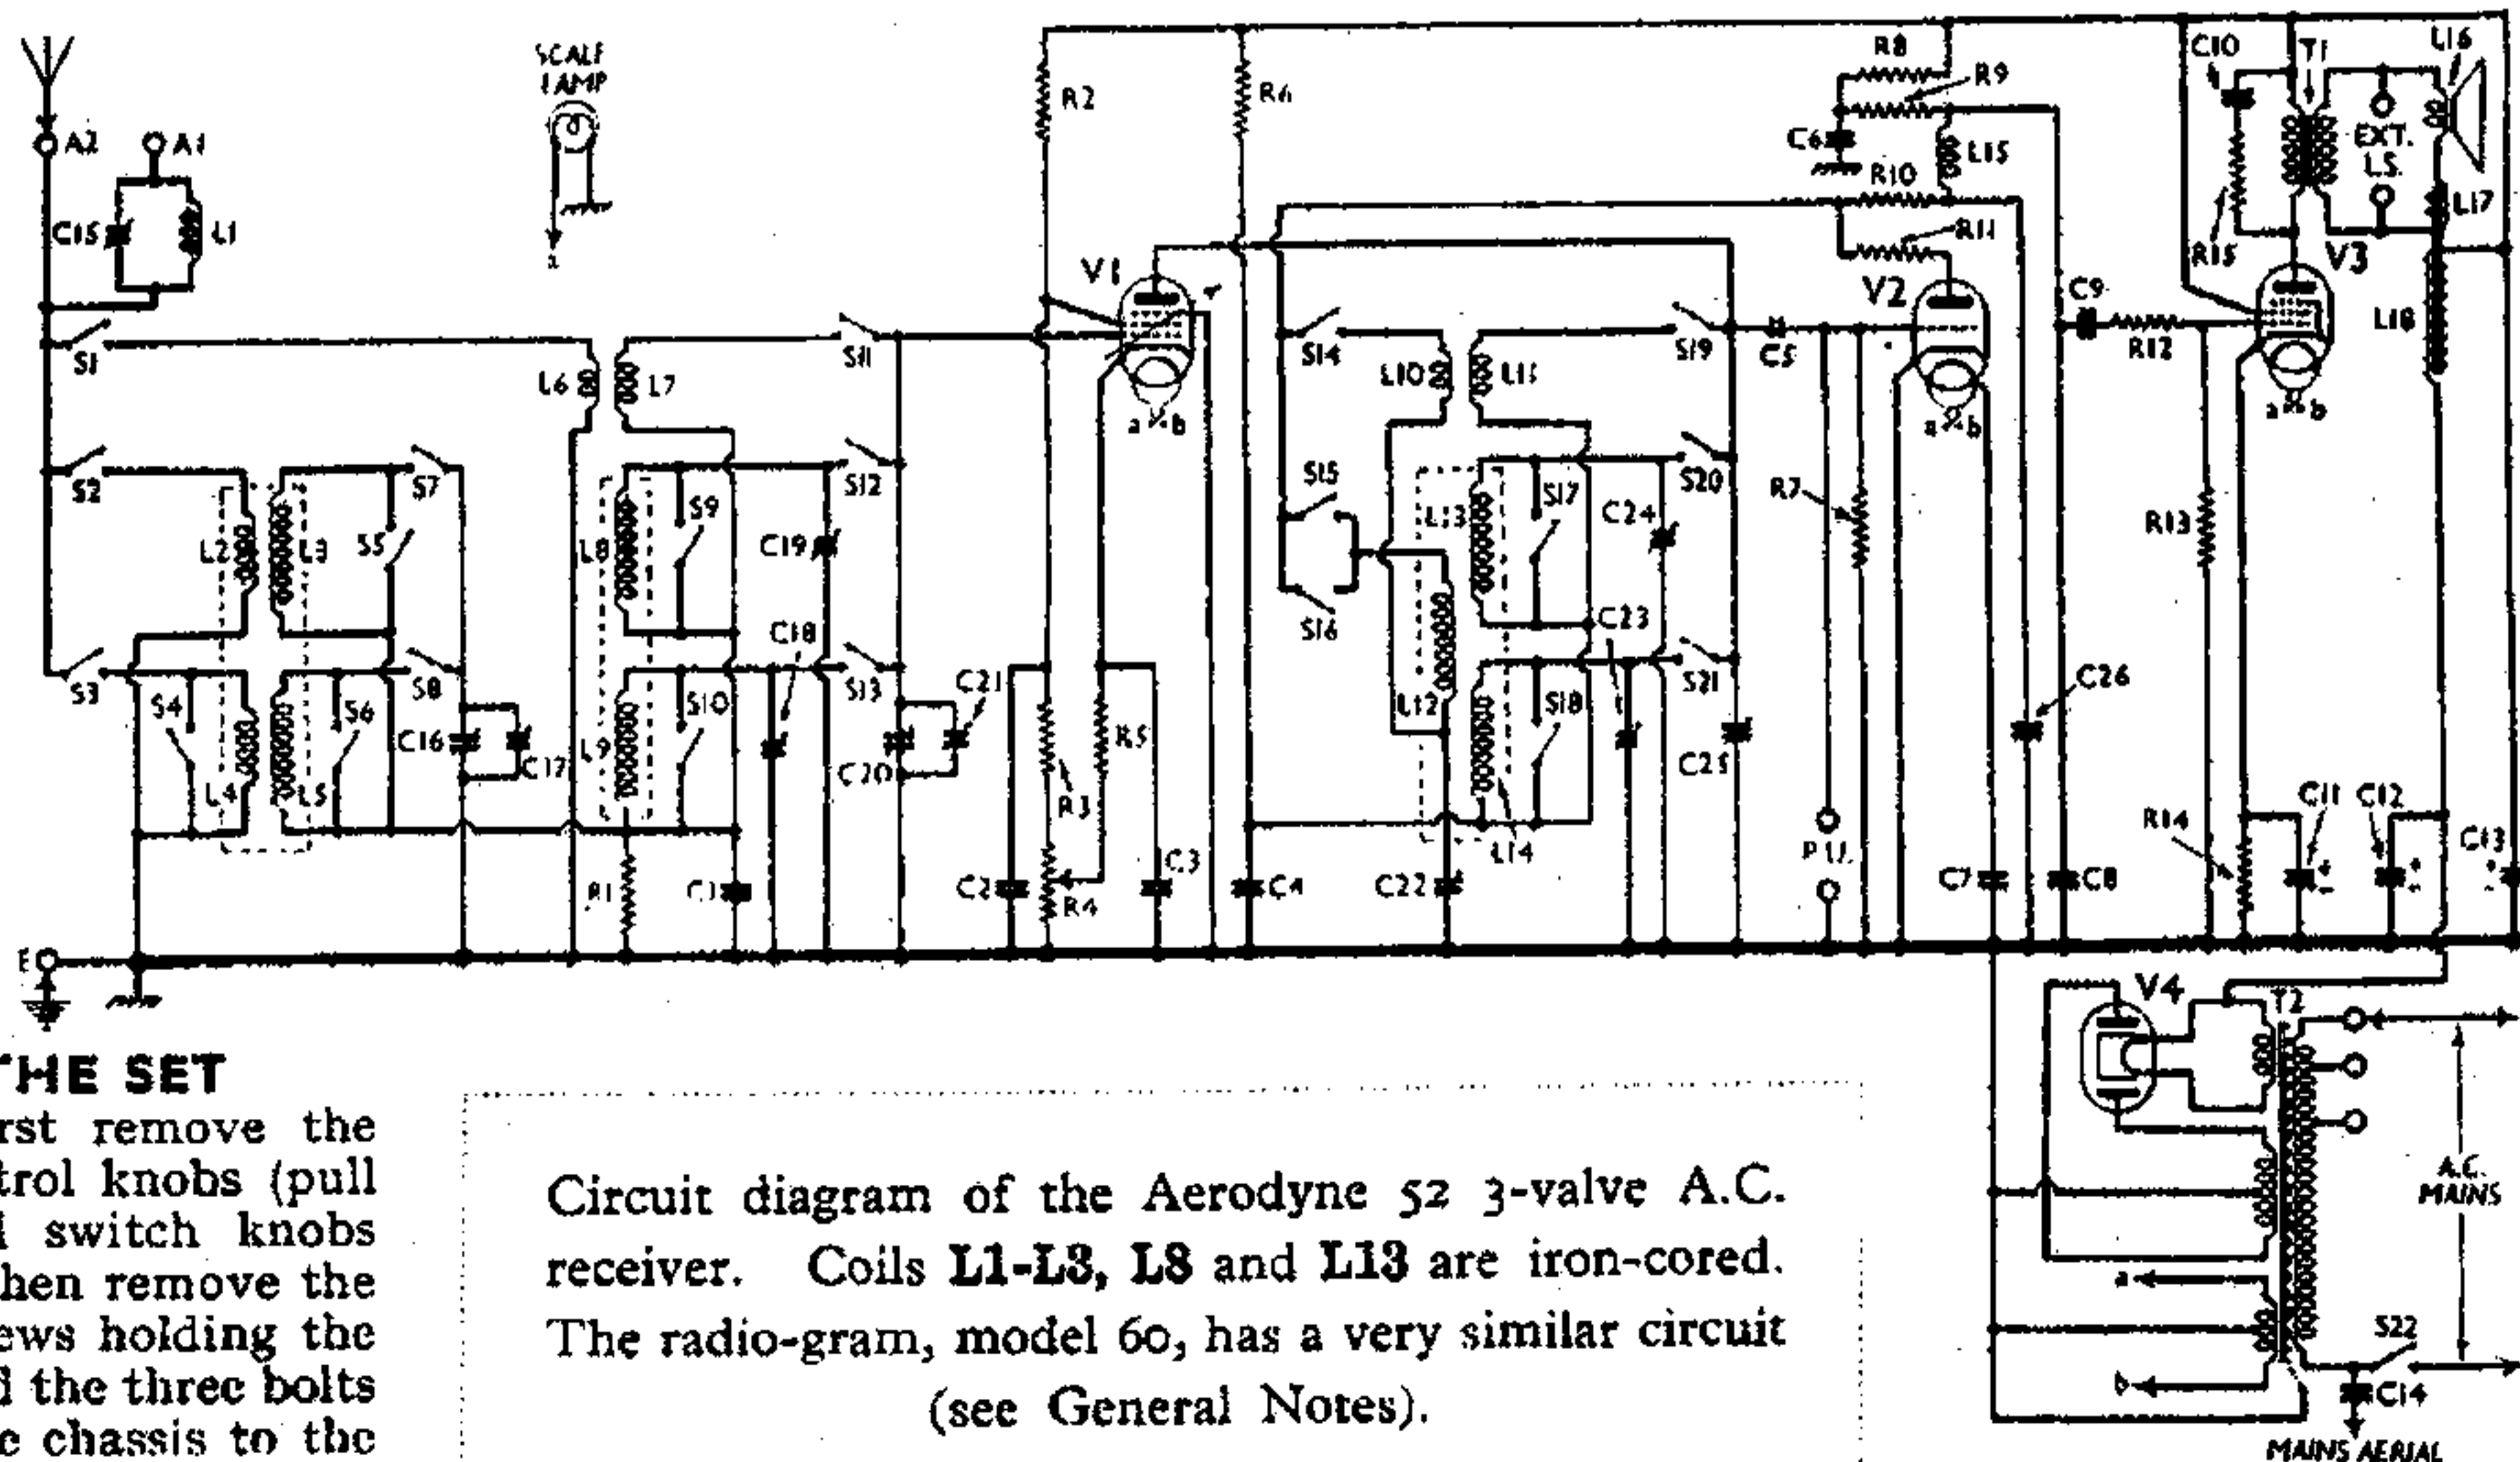 SCALE
LAMP
A2
A1
C15
L1
S1
S2
S3
S4
S5
S6
S7
S8
L2
L3
L4
L5
C16
C17
L6
L7
L8
L9
S9
S10
R1
C1
C18
C19
S11
S12
S13
C20
C21
R2
R6
V1
a b
R3
R4
R5
C2
C3
C4
S14
S15
S16
L10
L11
L12
L13
L14
S17
S18
C22
C23
C24
S19
S20
S21
C25
C5
R8
R9
C6
L15
R10
R11
V2
a b
R7
P.U.
C7
C8
C26
C9
R12
R13
R14
C10
T1
R15
V3
a b
EXT.
LS.
L16
L17
L18
C11
C12
C13
E
V4
T2
a
b
A.C.
MAINS
S22
C14
MAINS AERIAL
THE SET
rst remove the
trol knobs (pull
switch knobs
hen remove the
ews holding the
d the three bolts
c chassis to the
Circuit diagram of the Aerodyne 52 3-valve A.C.
receiver. Coils L1-L3, L8 and L13 are iron-cored.
The radio-gram, model 60, has a very similar circuit
(see General Notes).